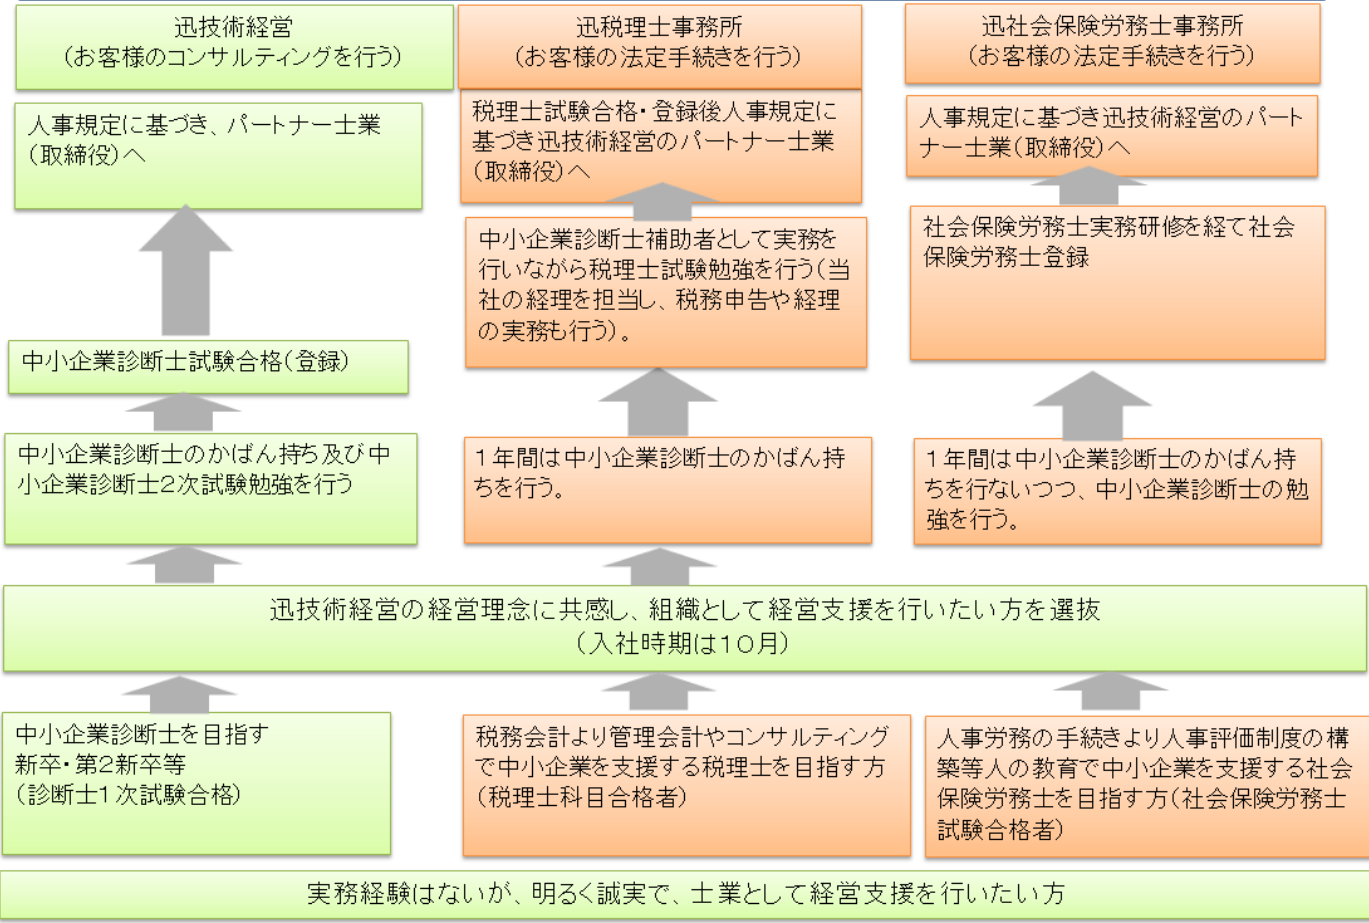 迅技術経営
(お客様のコンサルティングを行う)
人事規定に基づき、パートナー士業
(取締役)へ
中小企業診断士試験合格(登録)
中小企業診断士のかばん持ち及び中
小企業診断士2次試験勉強を行う
迅税理士事務所
(お客様の法定手続きを行う)
税理士試験合格・登録後人事規定に
基づき迅技術経営のパートナー士業
(取締役)へ
中小企業診断士補助者として実務を
行いながら税理士試験勉強を行う(当
社の経理を担当し、税務申告や経理
の実務も行う)。
1年間は中小企業診断士のかばん持
ちを行う。
迅社会保険労務士事務所
(お客様の法定手続きを行う)
人事規定に基づき迅技術経営のパート
ナー士業(取締役)へ
社会保険労務士実務研修を経て社会
保険労務士登録
1年間は中小企業診断士のかばん持
ちを行ないつつ、中小企業診断士の勉
強を行う。
迅技術経営の経営理念に共感し、組織として経営支援を行いたい方を選抜
(入社時期は10月)
中小企業診断士を目指す
新卒・第2新卒等
(診断士1次試験合格)
税務会計より管理会計やコンサルティング
で中小企業を支援する税理士を目指す方
(税理士科目合格者)
人事労務の手続きより人事評価制度の構
築等人の教育で中小企業を支援する社会
保険労務士を目指す方(社会保険労務士
試験合格者)
実務経験はないが、明るく誠実で、士業として経営支援を行いたい方